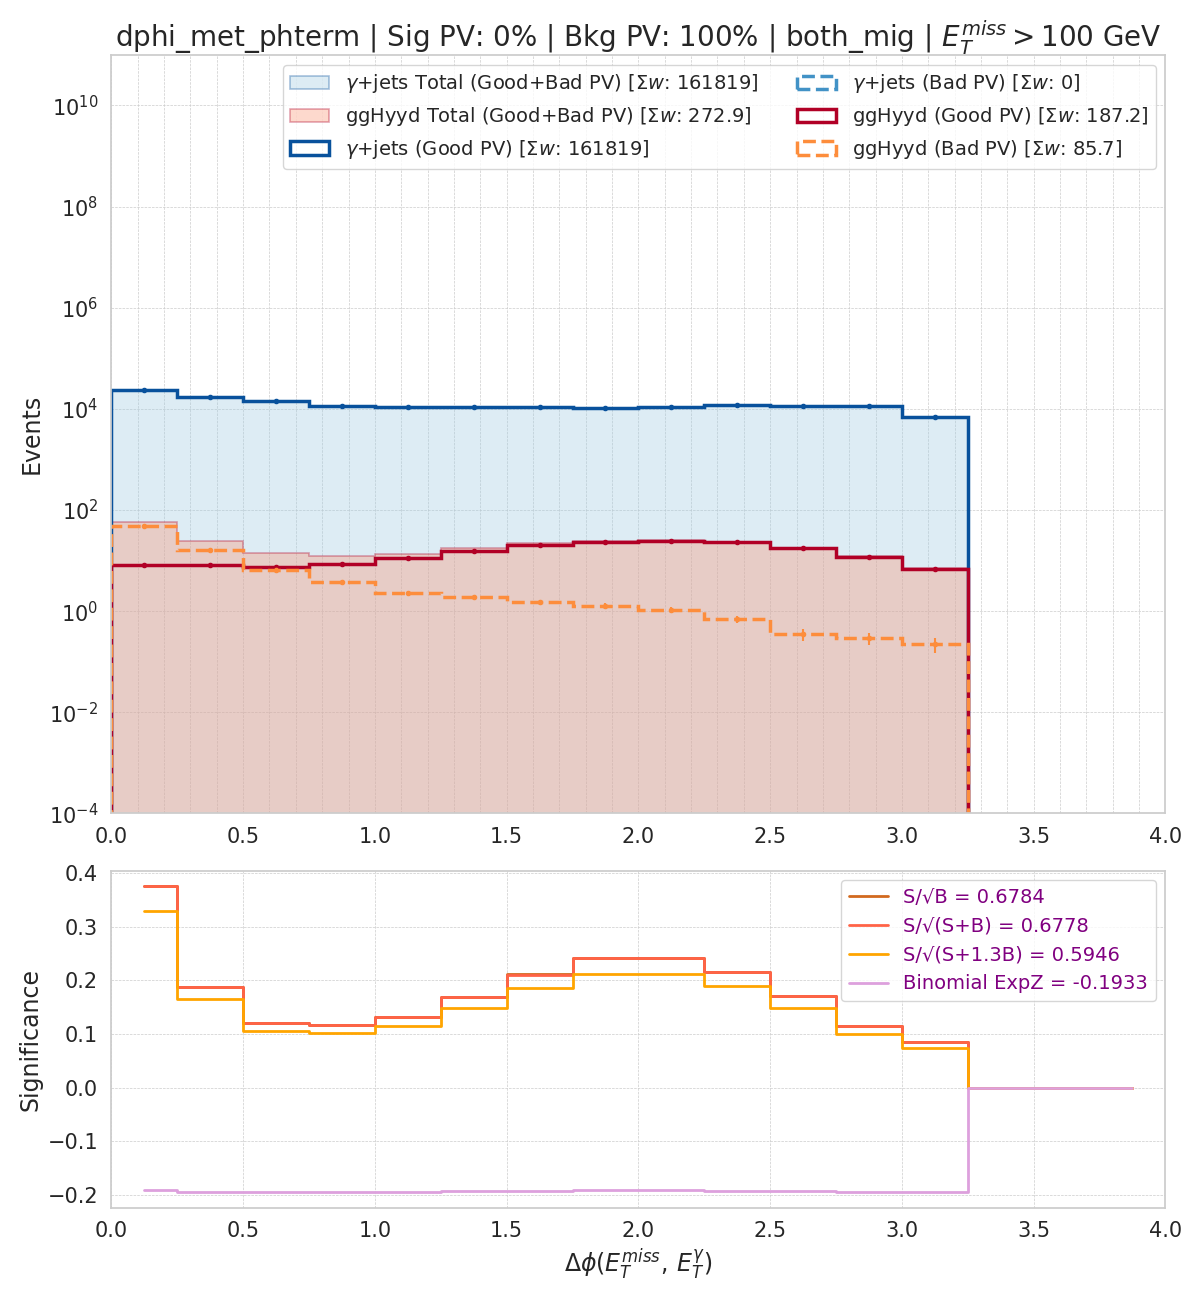 dphi_met_phterm | Sig PV: 0% | Bkg PV: 100% | both_mig | $E_T^{miss} > 100$ GeV
γ+jets Total (Good+Bad PV) [Σw: 161819]
ggHyyd Total (Good+Bad PV) [Σw: 272.9]
γ+jets (Good PV) [Σw: 161819]
γ+jets (Bad PV) [Σw: 0]
ggHyyd (Good PV) [Σw: 187.2]
ggHyyd (Bad PV) [Σw: 85.7]
Events
10^10
10^8
10^6
10^4
10^2
10^0
10^−2
10^−4
0.0 0.5 1.0 1.5 2.0 2.5 3.0 3.5 4.0
S/√B = 0.6784
S/√(S+B) = 0.6778
S/√(S+1.3B) = 0.5946
Binomial ExpZ = -0.1933
Significance
0.4
0.3
0.2
0.1
0.0
−0.1
−0.2
0.0 0.5 1.0 1.5 2.0 2.5 3.0 3.5 4.0
$\Delta\phi(E_T^{miss}, E_T^{\gamma})$